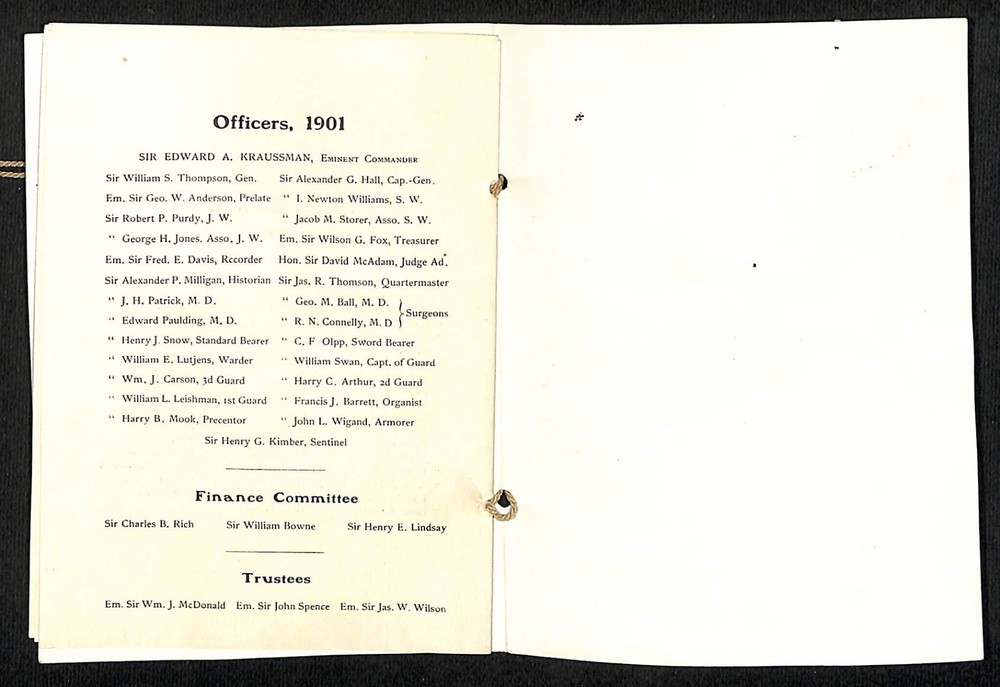 Officers, 1901
SIR EDWARD A. KRAUSSMAN, EMINENT COMMANDER
Sir William S. Thompson, Gen. Sir Alexander G. Hall, Cap.-Gen.
Em. Sir Geo. W. Anderson, Prelate " I. Newton Williams, S. W.
Sir Robert P. Purdy, J. W. " Jacob M. Storer, Asso. S. W.
" George H. Jones. Asso. J. W. Em. Sir Wilson G. Fox, Treasurer
Em. Sir Fred. E. Davis, Recorder Hon. Sir David McAdam, Judge Ad.
Sir Alexander P. Milligan, Historian Sir Jas. R. Thomson, Quartermaster
" J. H. Patrick, M. D. " Geo. M. Ball, M. D.
Surgeons
" Edward Paulding, M. D. " R. N. Connelly, M. D
" Henry J. Snow, Standard Bearer " C. F Olpp, Sword Bearer
" William E. Lutjens, Warder " William Swan, Capt. of Guard
" Wm. J. Carson, 3d Guard " Harry C. Arthur, 2d Guard
" William L. Leishman, 1st Guard " Francis J. Barrett, Organist
" Harry B. Mook, Precentor " John L. Wigand, Armorer
Sir Henry G. Kimber, Sentinel
Finance Committee
Sir Charles B. Rich Sir William Bowne Sir Henry E. Lindsay
Trustees
Em. Sir Wm. J. McDonald Em. Sir John Spence Em. Sir Jas. W. Wilson